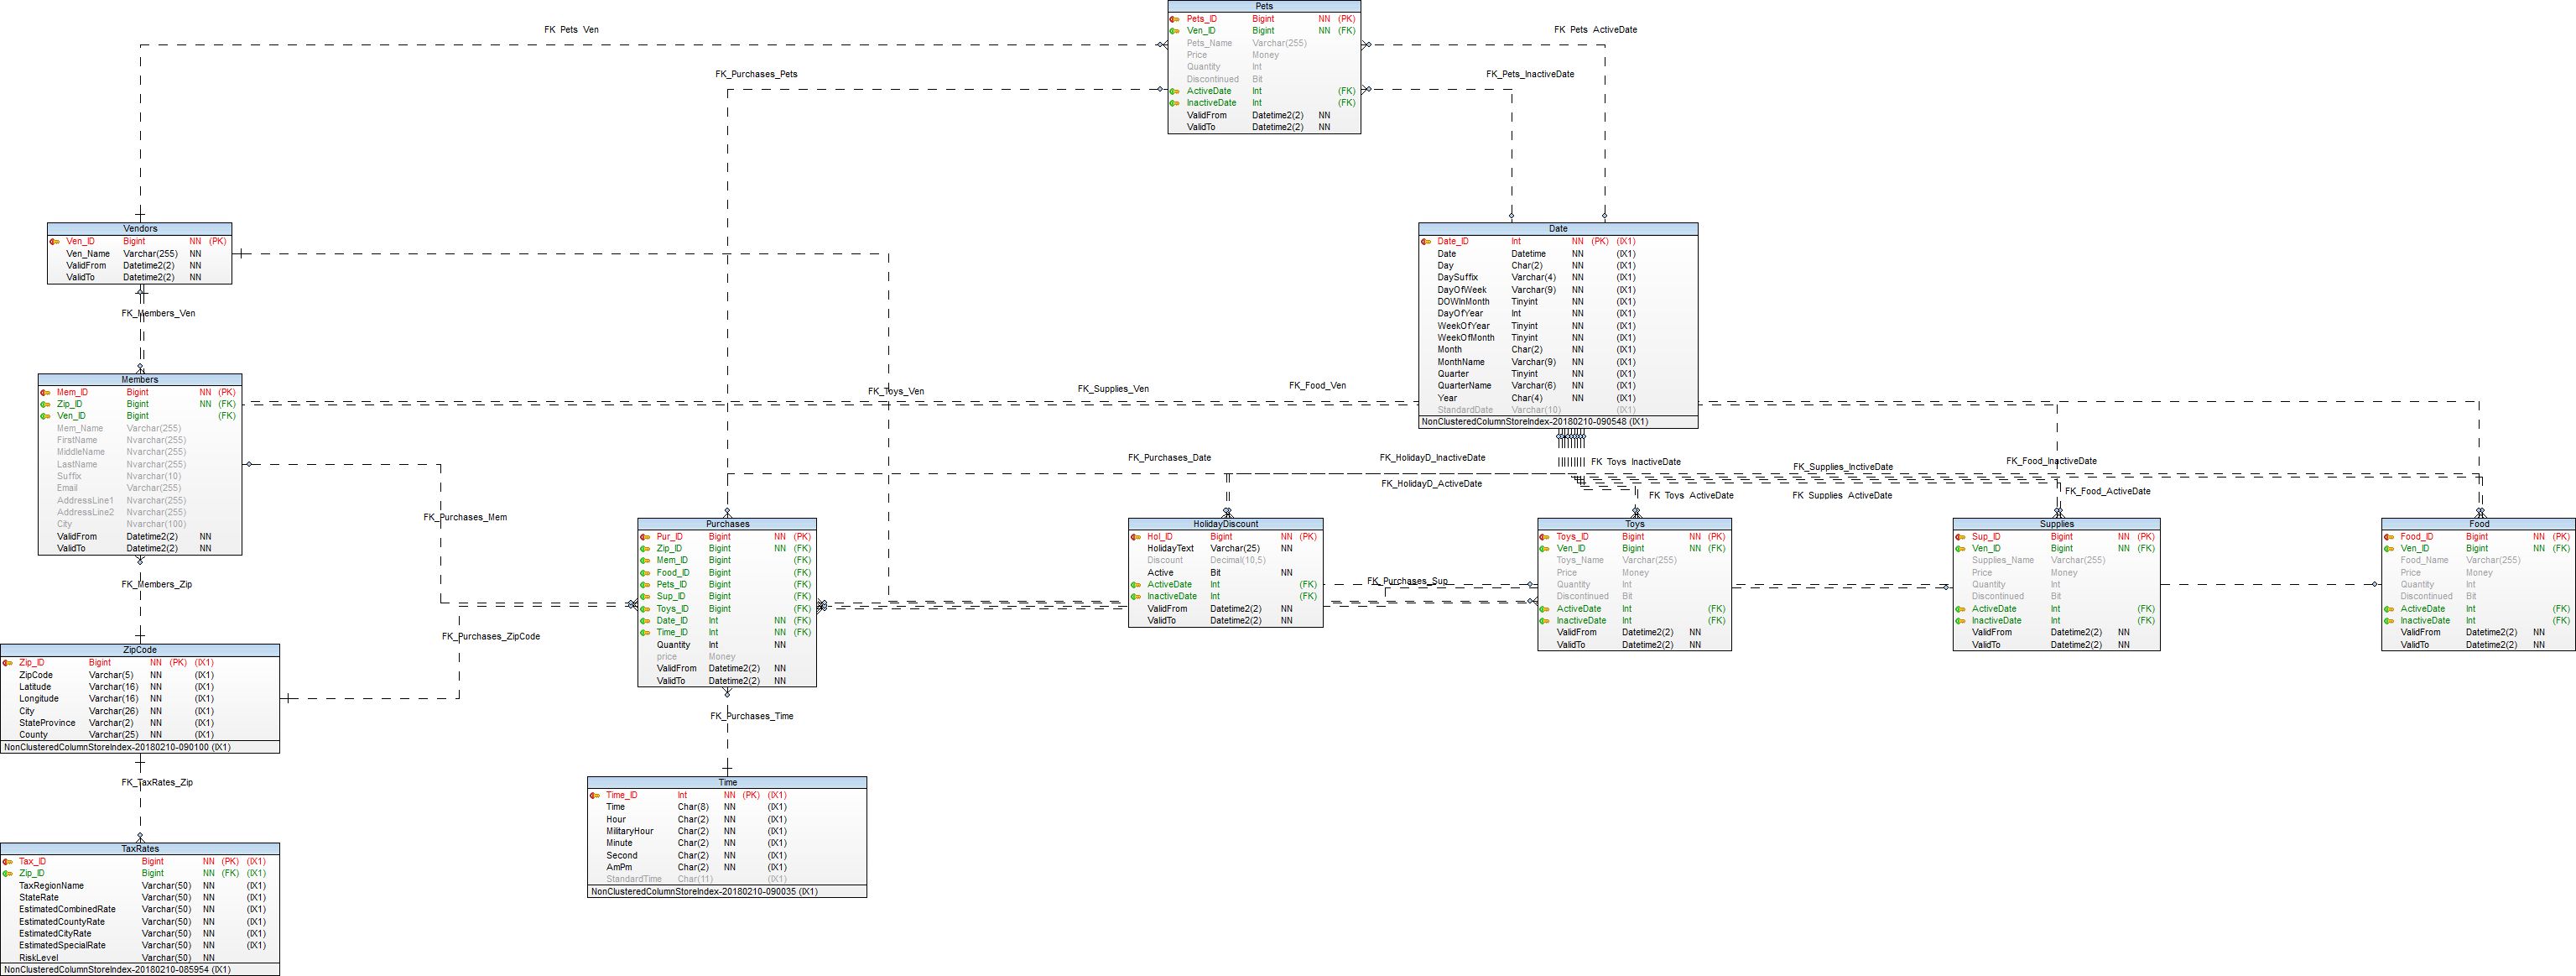 Pets
Pets_ID Bigint NN (PK)
Ven_ID Bigint NN (FK)
Pets_Name Varchar(255)
Price Money
Quantity Int
Discontinued Bit
ActiveDate Int (FK)
InactiveDate Int (FK)
ValidFrom Datetime2(2) NN
ValidTo Datetime2(2) NN
FK_Pets_Ven
FK_Pets_ActiveDate
FK_Purchases_Pets
FK_Pets_InactiveDate
Vendors
Ven_ID Bigint NN (PK)
Ven_Name Varchar(255) NN
ValidFrom Datetime2(2) NN
ValidTo Datetime2(2) NN
FK_Members_Ven
Date
Date_ID Int NN (PK) (IX1)
Date Datetime NN (IX1)
Day Char(2) NN (IX1)
DaySuffix Varchar(4) NN (IX1)
DayOfWeek Varchar(9) NN (IX1)
DOWInMonth Tinyint NN (IX1)
DayOfYear Int NN (IX1)
WeekOfYear Tinyint NN (IX1)
WeekOfMonth Tinyint NN (IX1)
Month Char(2) NN (IX1)
MonthName Varchar(9) NN (IX1)
Quarter Tinyint NN (IX1)
QuarterName Varchar(6) NN (IX1)
Year Char(4) NN (IX1)
StandardDate Varchar(10) (IX1)
NonClusteredColumnStoreIndex-20180210-090548 (IX1)
Members
Mem_ID Bigint NN (PK)
Zip_ID Bigint NN (FK)
Ven_ID Bigint (FK)
Mem_Name Varchar(255)
FirstName Nvarchar(255)
MiddleName Nvarchar(255)
LastName Nvarchar(255)
Suffix Nvarchar(10)
Email Varchar(255)
AddressLine1 Nvarchar(255)
AddressLine2 Nvarchar(255)
City Nvarchar(100)
ValidFrom Datetime2(2) NN
ValidTo Datetime2(2) NN
FK_Toys_Ven
FK_Supplies_Ven
FK_Food_Ven
FK_Purchases_Date
FK_HolidayD_InactiveDate
FK_Toys_InactiveDate
FK_Supplies_InctiveDate
FK_Food_InactiveDate
FK_HolidayD_ActiveDate
FK_Toys_ActiveDate
FK_Supplies_ActiveDate
FK_Food_ActiveDate
FK_Purchases_Mem
FK_Members_Zip
FK_Purchases_ZipCode
Purchases
Pur_ID Bigint NN (PK)
Zip_ID Bigint NN (FK)
Mem_ID Bigint (FK)
Food_ID Bigint (FK)
Pets_ID Bigint (FK)
Sup_ID Bigint (FK)
Toys_ID Bigint (FK)
Date_ID Int NN (FK)
Time_ID Int NN (FK)
Quantity Int NN
price Money
ValidFrom Datetime2(2) NN
ValidTo Datetime2(2) NN
HolidayDiscount
Hol_ID Bigint NN (PK)
HolidayText Varchar(25) NN
Discount Decimal(10,5)
Active Bit NN
ActiveDate Int (FK)
InactiveDate Int (FK)
ValidFrom Datetime2(2) NN
ValidTo Datetime2(2) NN
FK_Purchases_Sup
Toys
Toys_ID Bigint NN (PK)
Ven_ID Bigint NN (FK)
Toys_Name Varchar(255)
Price Money
Quantity Int
Discontinued Bit
ActiveDate Int (FK)
InactiveDate Int (FK)
ValidFrom Datetime2(2) NN
ValidTo Datetime2(2) NN
Supplies
Sup_ID Bigint NN (PK)
Ven_ID Bigint NN (FK)
Supplies_Name Varchar(255)
Price Money
Quantity Int
Discontinued Bit
ActiveDate Int (FK)
InactiveDate Int (FK)
ValidFrom Datetime2(2) NN
ValidTo Datetime2(2) NN
Food
Food_ID Bigint NN (PK)
Ven_ID Bigint NN (FK)
Food_Name Varchar(255)
Price Money
Quantity Int
Discontinued Bit
ActiveDate Int (FK)
InactiveDate Int (FK)
ValidFrom Datetime2(2) NN
ValidTo Datetime2(2) NN
ZipCode
Zip_ID Bigint NN (PK) (IX1)
ZipCode Varchar(5) NN (IX1)
Latitude Varchar(16) NN (IX1)
Longitude Varchar(16) NN (IX1)
City Varchar(26) NN (IX1)
StateProvince Varchar(2) NN (IX1)
County Varchar(25) NN (IX1)
NonClusteredColumnStoreIndex-20180210-090100 (IX1)
FK_TaxRates_Zip
FK_Purchases_Time
Time
Time_ID Int NN (PK) (IX1)
Time Char(8) NN (IX1)
Hour Char(2) NN (IX1)
MilitaryHour Char(2) NN (IX1)
Minute Char(2) NN (IX1)
Second Char(2) NN (IX1)
AmPm Char(2) NN (IX1)
StandardTime Char(11) (IX1)
NonClusteredColumnStoreIndex-20180210-090035 (IX1)
TaxRates
Tax_ID Bigint NN (PK) (IX1)
Zip_ID Bigint NN (FK) (IX1)
TaxRegionName Varchar(50) NN (IX1)
StateRate Varchar(50) NN (IX1)
EstimatedCombinedRate Varchar(50) NN (IX1)
EstimatedCountyRate Varchar(50) NN (IX1)
EstimatedCityRate Varchar(50) NN (IX1)
EstimatedSpecialRate Varchar(50) NN (IX1)
RiskLevel Varchar(50) NN
NonClusteredColumnStoreIndex-20180210-085954 (IX1)